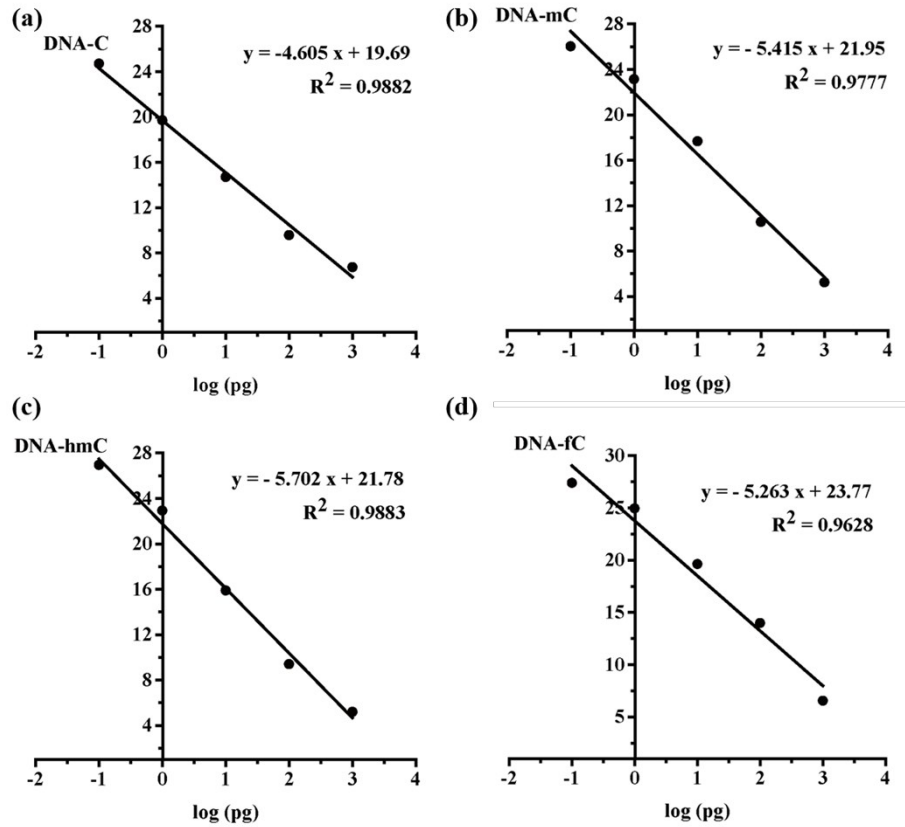 (a)
DNA-C
y = -4.605 x + 19.69
R2 = 0.9882
28
24
20
16
12
8
4
-2 -1 0 1 2 3 4
log (pg)
(b)
DNA-mC
y = - 5.415 x + 21.95
R2 = 0.9777
28
24
20
16
12
8
4
-2 -1 0 1 2 3 4
log (pg)
(c)
DNA-hmC
y = - 5.702 x + 21.78
R2 = 0.9883
28
24
20
16
12
8
4
-2 -1 0 1 2 3 4
log (pg)
(d)
DNA-fC
y = - 5.263 x + 23.77
R2 = 0.9628
30
25
20
15
10
5
-2 -1 0 1 2 3 4
log (pg)